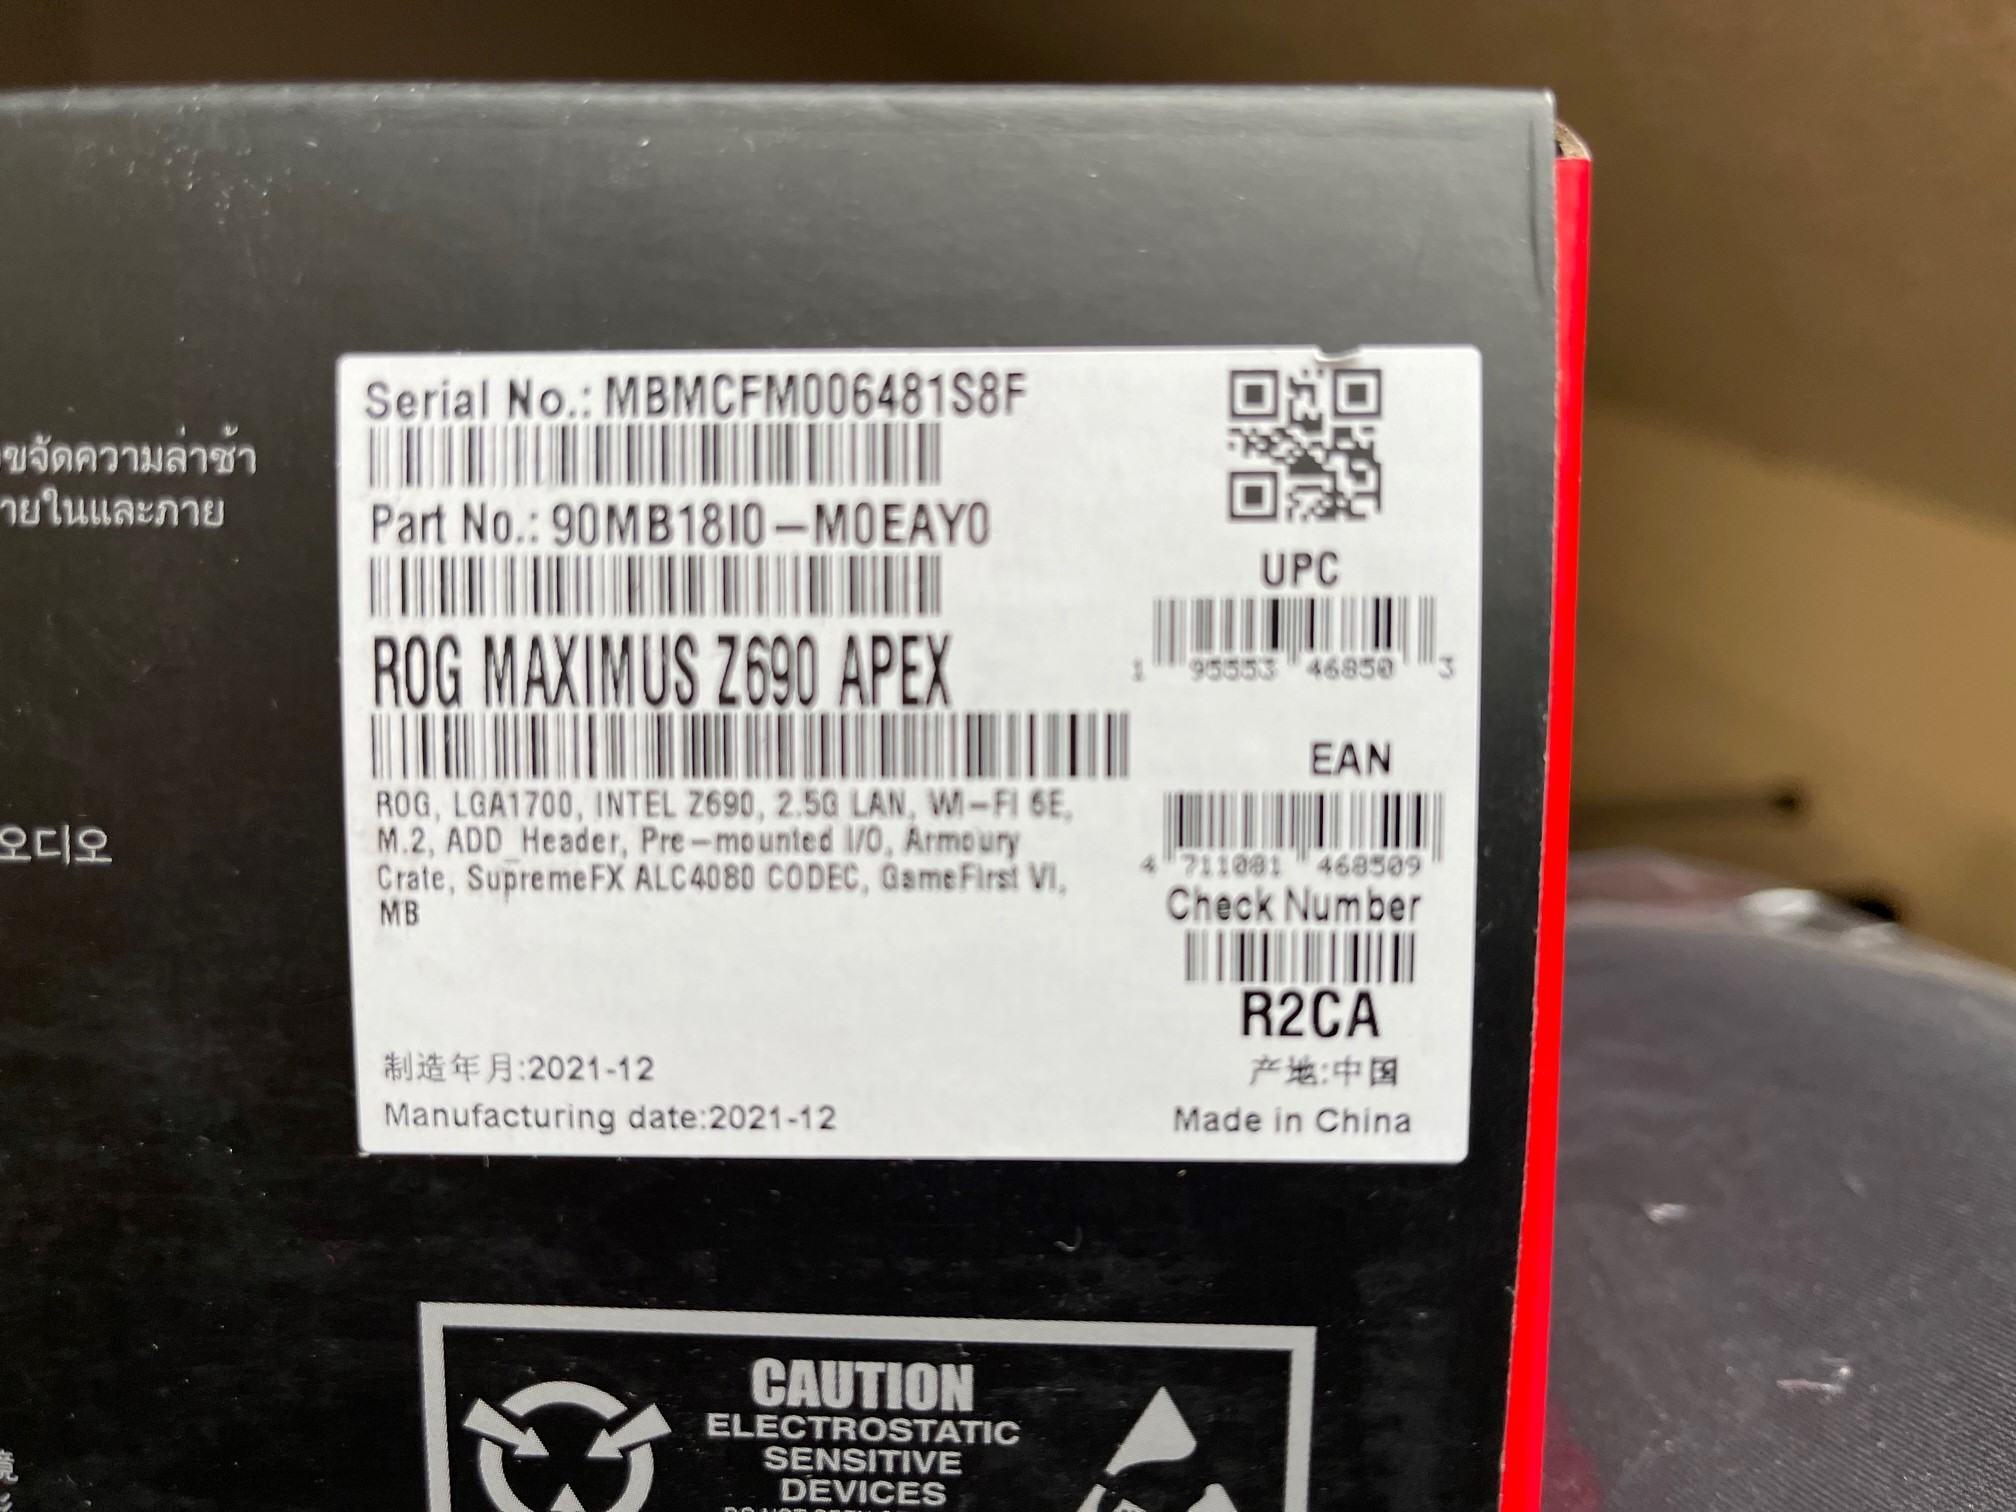 Serial No.: MBMCFM006481S8F
Part No.: 90MB18I0-M0EAY0
ROG MAXIMUS Z690 APEX
ROG, LGA1700, INTEL Z690, 2.5G LAN, WI-FI 6E,
M.2, ADD_Header, Pre-mounted I/O, Armoury
Crate, SupremeFX ALC4080 CODEC, GameFirst VI,
MB
制造年月:2021-12
Manufacturing date:2021-12
UPC
1 95553 46850 3
EAN
4 711081 468509
Check Number
R2CA
产地:中国
Made in China
ขจัดความล่าช้า
ายในและภาย
오디오
CAUTION
ELECTROSTATIC
SENSITIVE
DEVICES